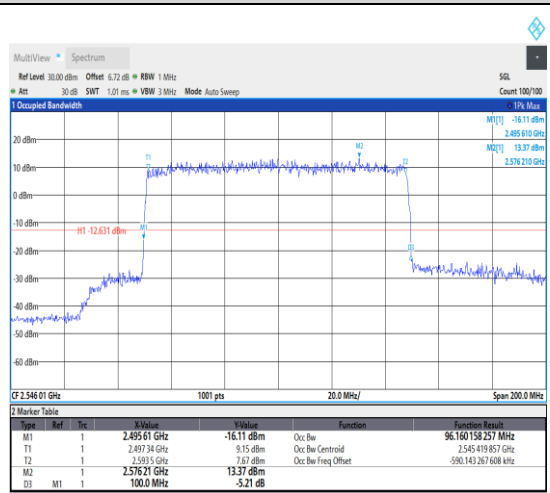 MultiView Spectrum
Ref Level 30.00 dBm Offset 6.72 dB RBW 1 MHz SGL
Att 30 dB SWT 1.01 ms VBW 3 MHz Mode Auto Sweep Count 100/100
1 Occupied Bandwidth 1Pk Max
M1[1] -16.11 dBm
2.495 610 GHz
M2[1] 13.37 dBm
2.576 210 GHz
20 dBm
M2
T1
T2
10 dBm
0 dBm
-10 dBm
H1 -12.631 dBm
M1
-20 dBm
D3
-30 dBm
-40 dBm
-50 dBm
-60 dBm
CF 2.546 01 GHz 1001 pts 20.0 MHz/ Span 200.0 MHz
2 Marker Table
Type Ref Trc X-Value Y-Value Function Function Result
M1 1 2.495 61 GHz -16.11 dBm Occ Bw 96.160 158 257 MHz
T1 1 2.497 34 GHz 9.15 dBm Occ Bw Centroid 2.545 419 857 GHz
T2 1 2.593 5 GHz 7.67 dBm Occ Bw Freq Offset -590.143 267 608 kHz
M2 1 2.576 21 GHz 13.37 dBm
D3 M1 1 100.0 MHz -5.21 dB